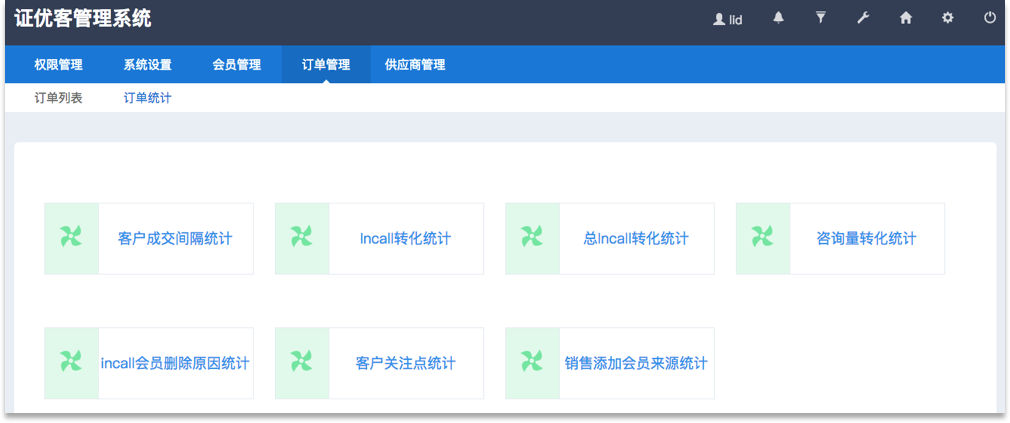 证优客管理系统
lld
权限管理 系统设置 会员管理 订单管理 供应商管理
订单列表 订单统计
客户成交间隔统计 Incall转化统计 总Incall转化统计 咨询量转化统计
incall会员删除原因统计 客户关注点统计 销售添加会员来源统计